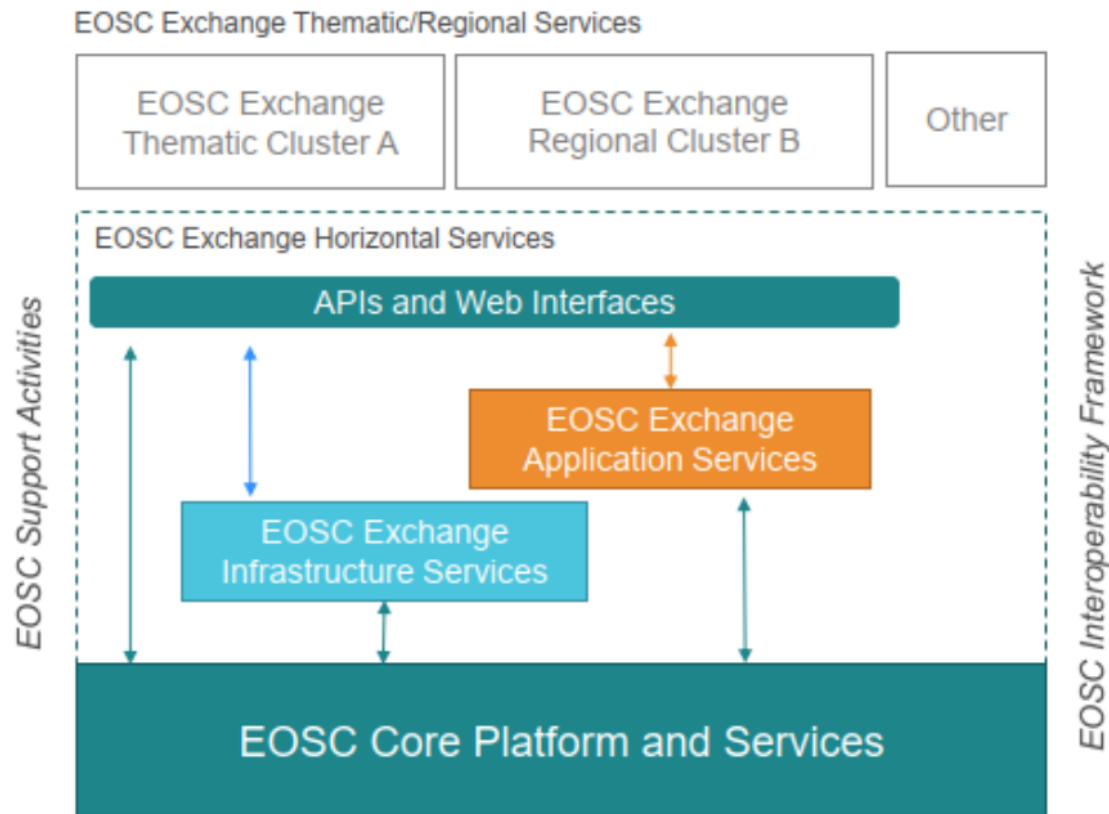 EOSC Exchange Thematic/Regional Services
EOSC Exchange
Thematic Cluster A
EOSC Exchange
Regional Cluster B
Other
EOSC Exchange Horizontal Services
APIs and Web Interfaces
EOSC Exchange
Application Services
EOSC Exchange
Infrastructure Services
EOSC Core Platform and Services
EOSC Support Activities
EOSC Interoperability Framework